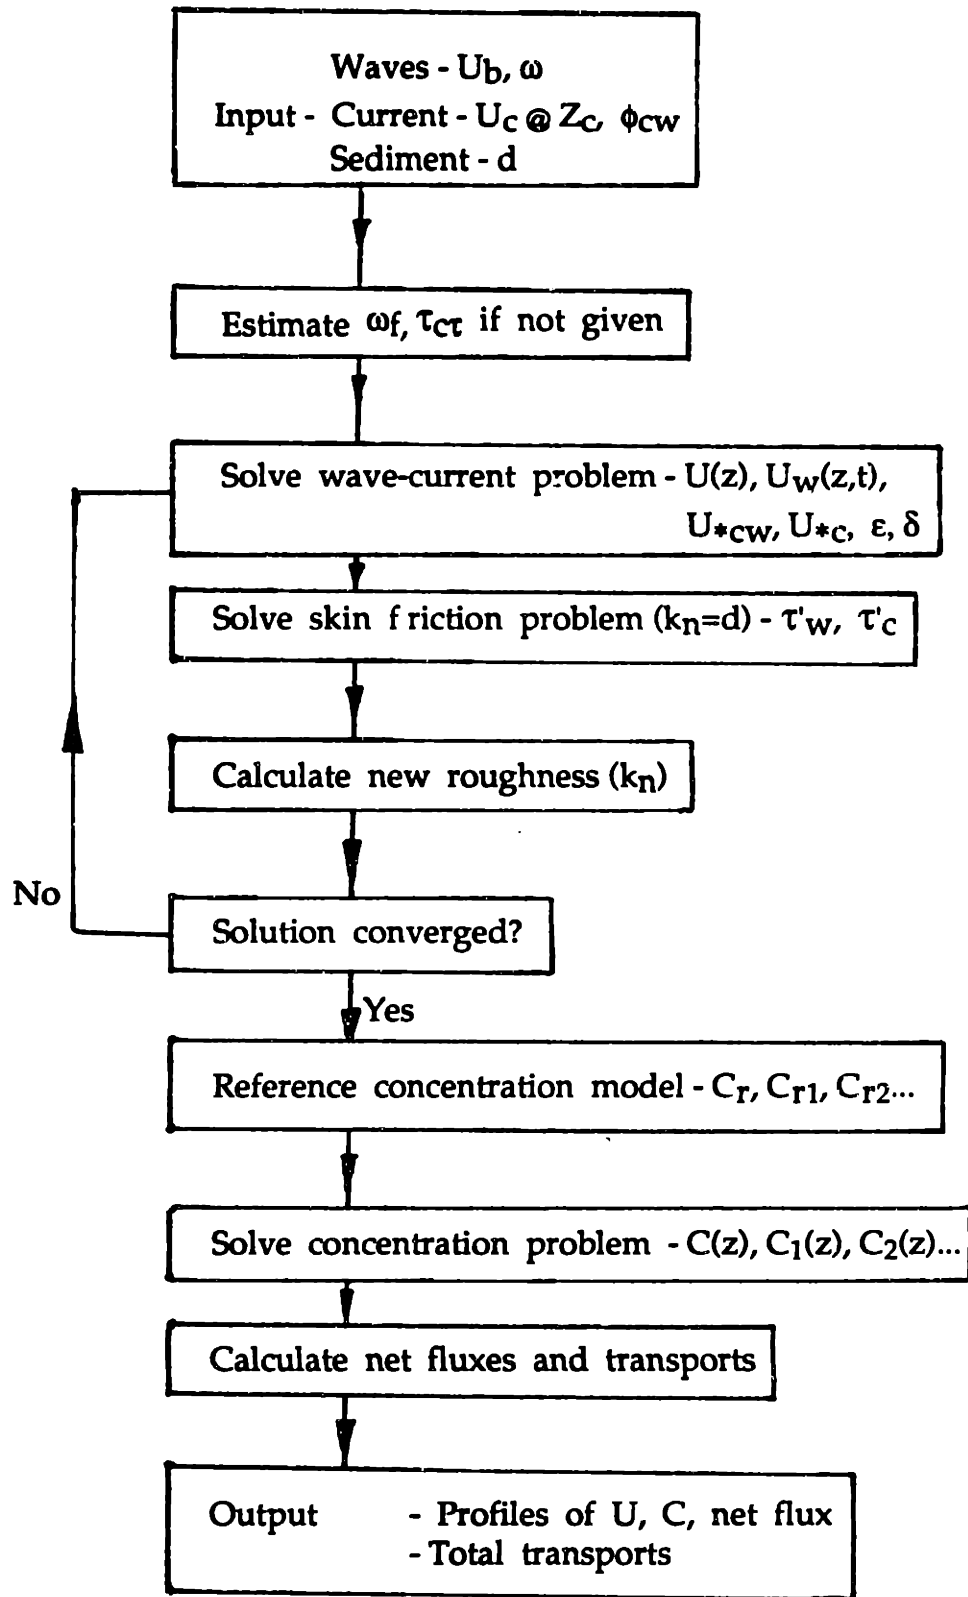 Waves - Ub, ω
Input - Current - Uc @ Zc, ϕcw
Sediment - d
Estimate ωf, τcτ if not given
Solve wave-current problem - U(z), Uw(z,t),
U*cw, U*c, ε, δ
Solve skin friction problem (kn=d) - τ'w, τ'c
Calculate new roughness (kn)
No
Solution converged?
Yes
Reference concentration model - Cr, Cr1, Cr2...
Solve concentration problem - C(z), C1(z), C2(z)...
Calculate net fluxes and transports
Output - Profiles of U, C, net flux
- Total transports